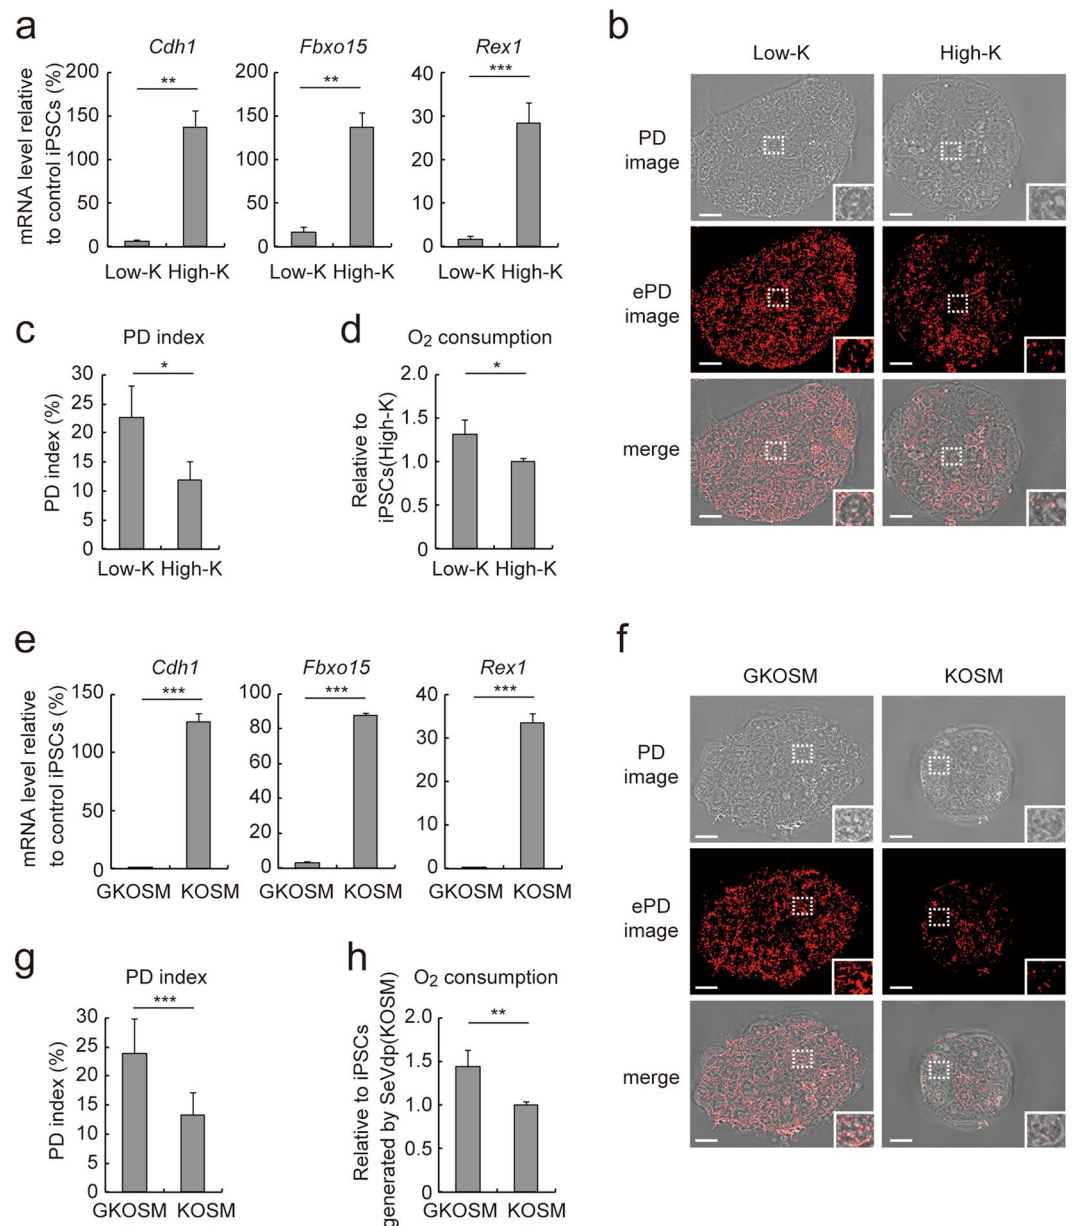 a
Cdh1
Fbxo15
Rex1
mRNA level relative
to control iPSCs (%)
200
150
100
50
0
**
Low-K High-K
200
150
100
50
0
**
Low-K High-K
40
30
20
10
0
***
Low-K High-K
b
Low-K
High-K
PD
image
ePD
image
merge
c
PD index
PD index (%)
30
25
20
15
10
5
0
*
Low-K High-K
d
O2 consumption
Relative to
iPSCs(High-K)
2.0
1.5
1.0
0.5
0
*
Low-K High-K
e
Cdh1
Fbxo15
Rex1
mRNA level relative
to control iPSCs (%)
150
100
50
0
***
GKOSM KOSM
100
80
60
40
20
0
***
GKOSM KOSM
40
30
20
10
0
***
GKOSM KOSM
f
GKOSM
KOSM
PD
image
ePD
image
merge
g
PD index
PD index (%)
30
25
20
15
10
5
0
***
GKOSM KOSM
h
O2 consumption
Relative to iPSCs
generated by SeVdp(KOSM)
2.0
1.5
1.0
0.5
0
**
GKOSM KOSM